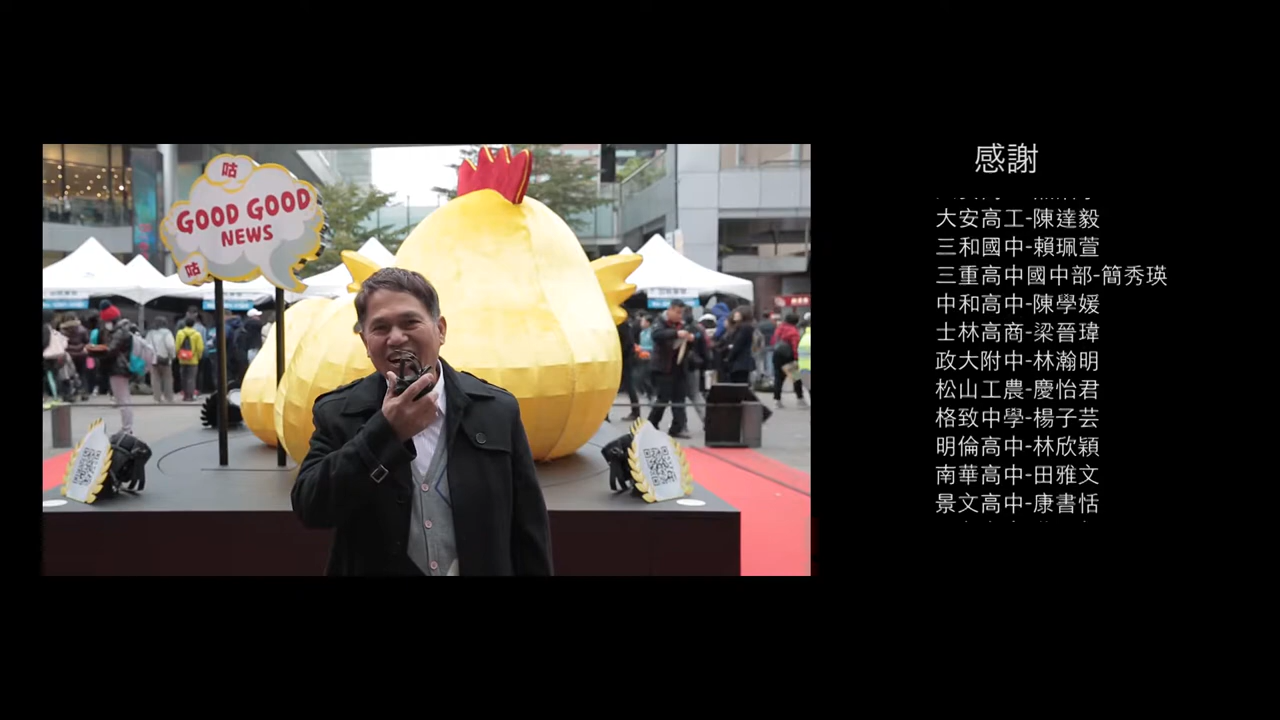 咕
GOOD GOOD
NEWS
咕
感謝
大安高工-陳達毅
三和國中-賴珮萱
三重高中國中部-簡秀瑛
中和高中-陳學媛
士林高商-梁晉瑋
政大附中-林瀚明
松山工農-慶怡君
格致中學-楊子芸
明倫高中-林欣穎
南華高中-田雅文
景文高中-康書恬